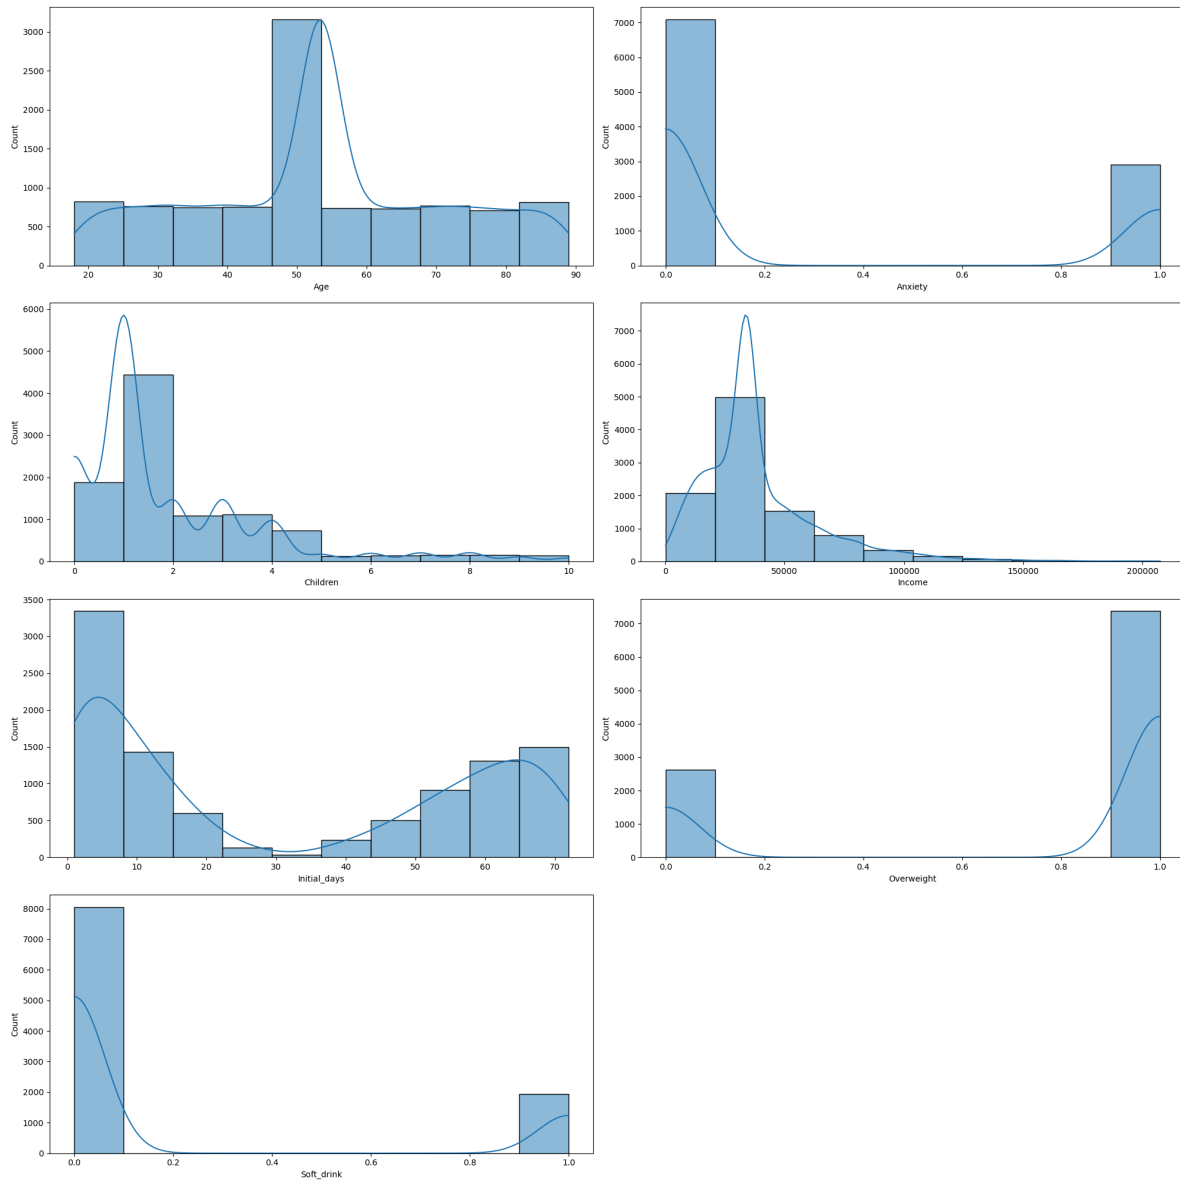 3000
2500
2000
1500
1000
500
0
Count
20 30 40 50 60 70 80 90
Age
7000
6000
5000
4000
3000
2000
1000
0
Count
0.0 0.2 0.4 0.6 0.8 1.0
Anxiety
6000
5000
4000
3000
2000
1000
0
Count
0 2 4 6 8 10
Children
7000
6000
5000
4000
3000
2000
1000
0
Count
0 50000 100000 150000 200000
Income
3500
3000
2500
2000
1500
1000
500
0
Count
0 10 20 30 40 50 60 70
Initial_days
7000
6000
5000
4000
3000
2000
1000
0
Count
0.0 0.2 0.4 0.6 0.8 1.0
Overweight
8000
7000
6000
5000
4000
3000
2000
1000
0
Count
0.0 0.2 0.4 0.6 0.8 1.0
Soft_drink